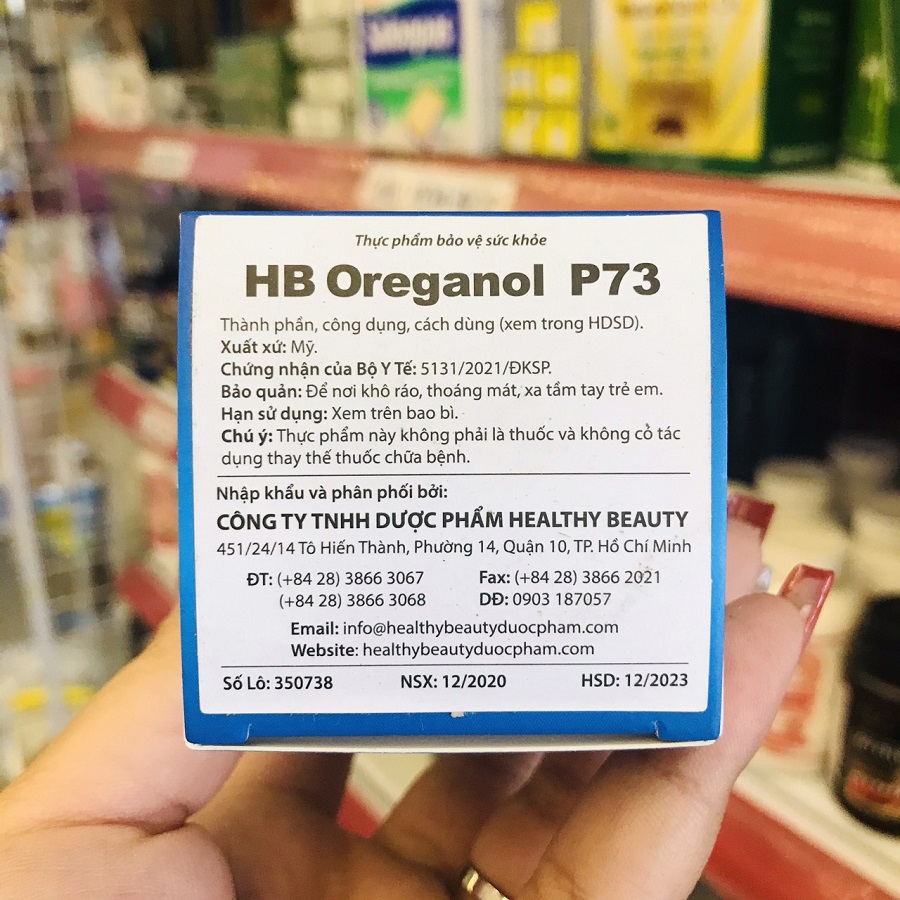 Thực phẩm bảo vệ sức khỏe
HB Oreganol P73
Thành phần, công dụng, cách dùng (xem trong HDSD).
Xuất xứ: Mỹ.
Chứng nhận của Bộ Y Tế: 5131/2021/ĐKSP.
Bảo quản: Để nơi khô ráo, thoáng mát, xa tầm tay trẻ em.
Hạn sử dụng: Xem trên bao bì.
Chú ý: Thực phẩm này không phải là thuốc và không có tác
dụng thay thế thuốc chữa bệnh.
Nhập khẩu và phân phối bởi:
CÔNG TY TNHH DƯỢC PHẨM HEALTHY BEAUTY
451/24/14 Tô Hiến Thành, Phường 14, Quận 10, TP. Hồ Chí Minh
ĐT: (+84 28) 3866 3067 Fax: (+84 28) 3866 2021
(+84 28) 3866 3068 DĐ: 0903 187057
Email: info@healthybeautyduocpham.com
Website: healthybeautyduocpham.com
Số Lô: 350738 NSX: 12/2020 HSD: 12/2023